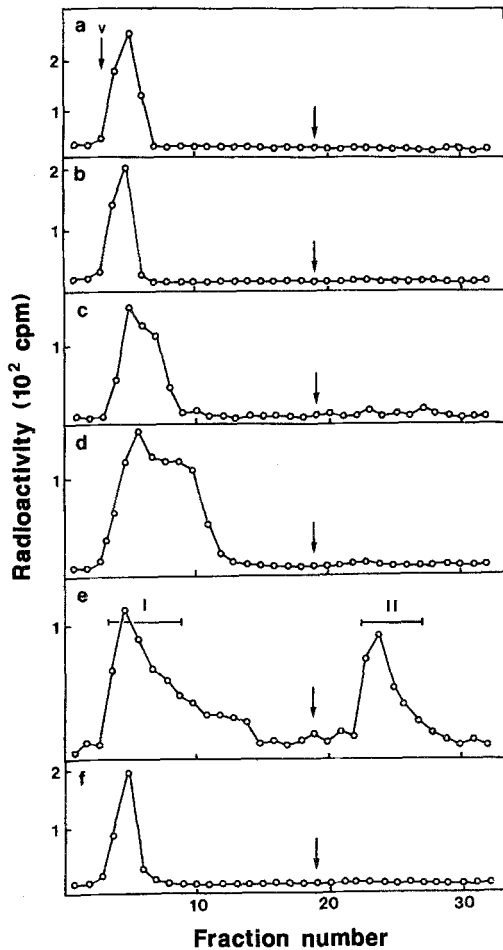 a
v
2
1
b
2
1
c
1
d
1
e
I
II
1
f
2
1
10
20
30
Radioactivity (10² cpm)
Fraction number